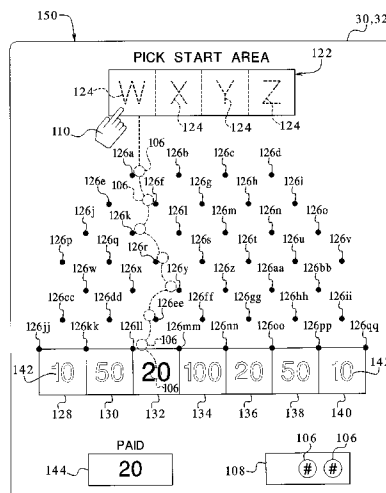 150
30,32
PICK START AREA
122
124 W X Y Z
124 124 124
110
106
126a 126b 126c 126d
106
126e 126f 126g 126h 126i
126j 126k 126l 126m 126n 126o
126p 126q 126r 126s 126t 126u 126v
126w 126x 126y 126z 126aa 126bb
126cc 126dd 126ee 126ff 126gg 126hh 126ii
126jj 126kk 126ll 106 126mm 126nn 126oo 126pp 126qq
142 10 50 20 100 20 50 10 142
106
128 130 132 134 136 138 140
PAID
106 106
144 20
108 # #